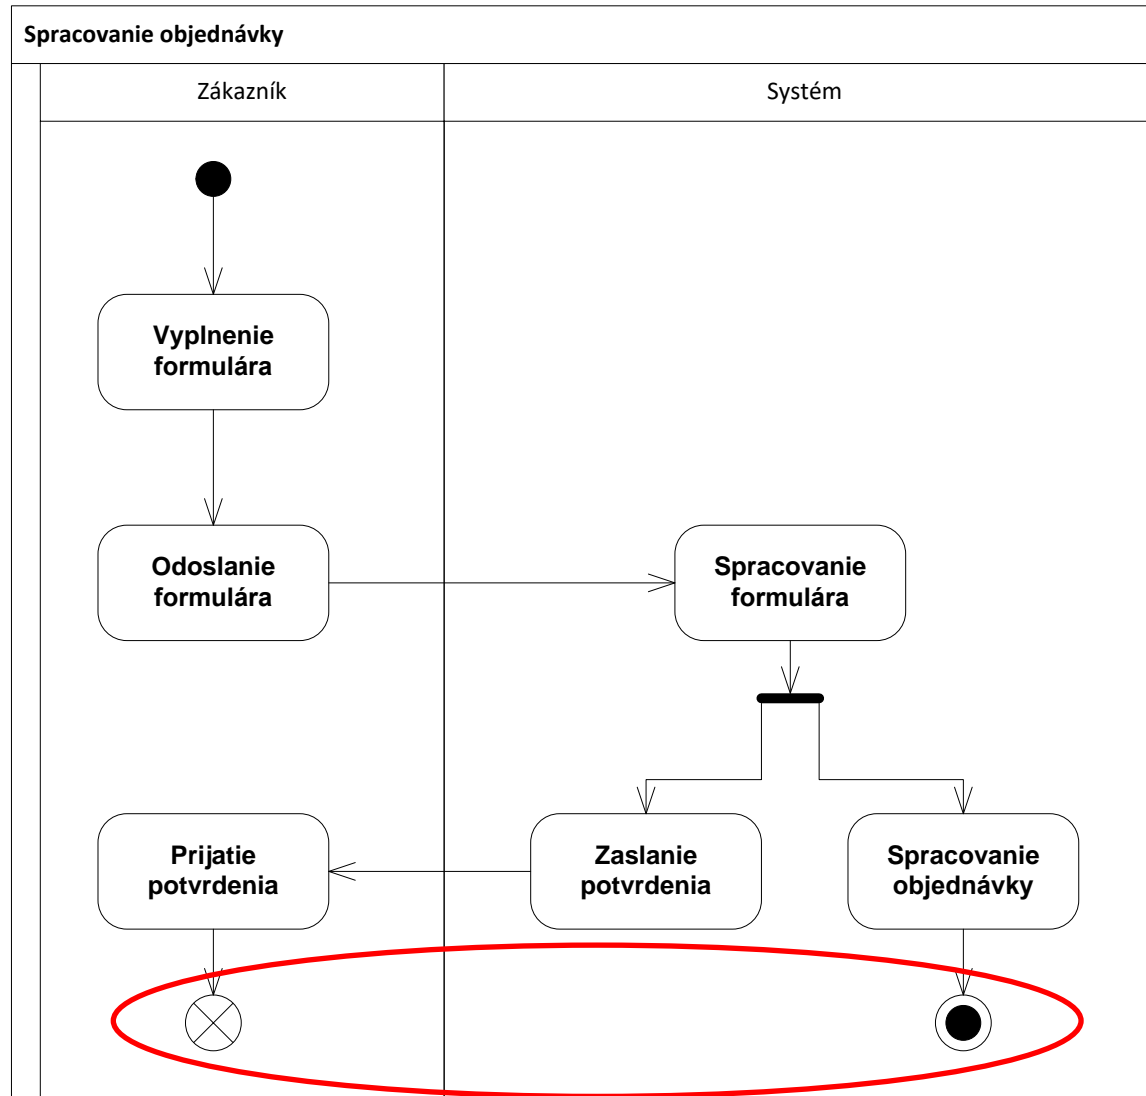 Spracovanie objednávky
Zákazník
Systém
Vyplnenie
formulára
Odoslanie
formulára
Spracovanie
formulára
Prijatie
potvrdenia
Zaslanie
potvrdenia
Spracovanie
objednávky